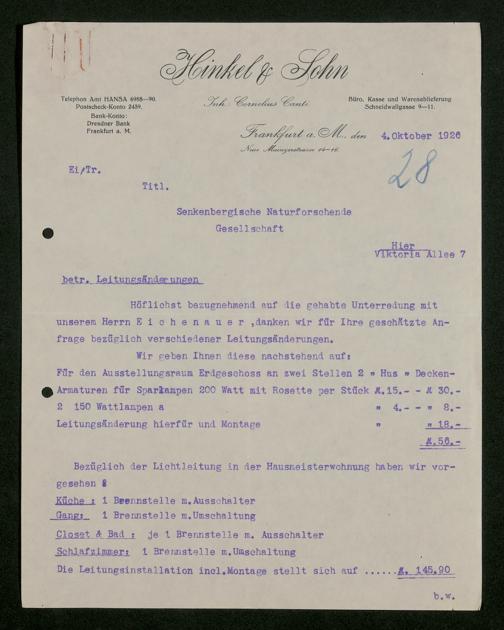 Hinkel & Sohn
Inh. Cornelius Canti
Telephon Amt HANSA 6988—90.
Postscheck-Konto 2459.
Bank-Konto:
Dresdner Bank
Frankfurt a. M.
Büro, Kasse und Warenablieferung
Schneidwallgasse 9—11.
Frankfurt a. M., den 4.Oktober 1926
Neue Mainzerstrasse 14-16.
28
Ei/Tr.
Titl.
Senkenbergische Naturforschende
Gesellschaft
Hier
Viktoria Allee 7
betr. Leitungsänderungen
Höflichst bezugnehmend auf die gehabte Unterredung mit
unserem Herrn E i c h e n a u e r ,danken wir für Ihre geschätzte An-
frage bezüglich verschiedener Leitungsänderungen.
Wir geben Ihnen diese nachstehend auf:
Für den Ausstellungsraum Erdgeschoss an zwei Stellen 2 " Hus " Decken-
Armaturen für Sparlampen 200 Watt mit Rosette per Stück M.15.- - M 30.-
2 150 Wattlampen a " 4.- - " 8.-
Leitungsänderung hierfür und Montage " " 18.-
M.56.-
Bezüglich der Lichtleitung in der Hausmeisterwohnung haben wir vor-
gesehen :
Küche : 1 Brennstelle m.Ausschalter
Gang: 1 Brennstelle m.Umschaltung
Closet & Bad : je 1 Brennstelle m. Ausschalter
Schlafzimmer: 1 Brennstelle m.Umschaltung
Die Leitungsinstallation incl.Montage stellt sich auf ......M. 145.90
b.w.